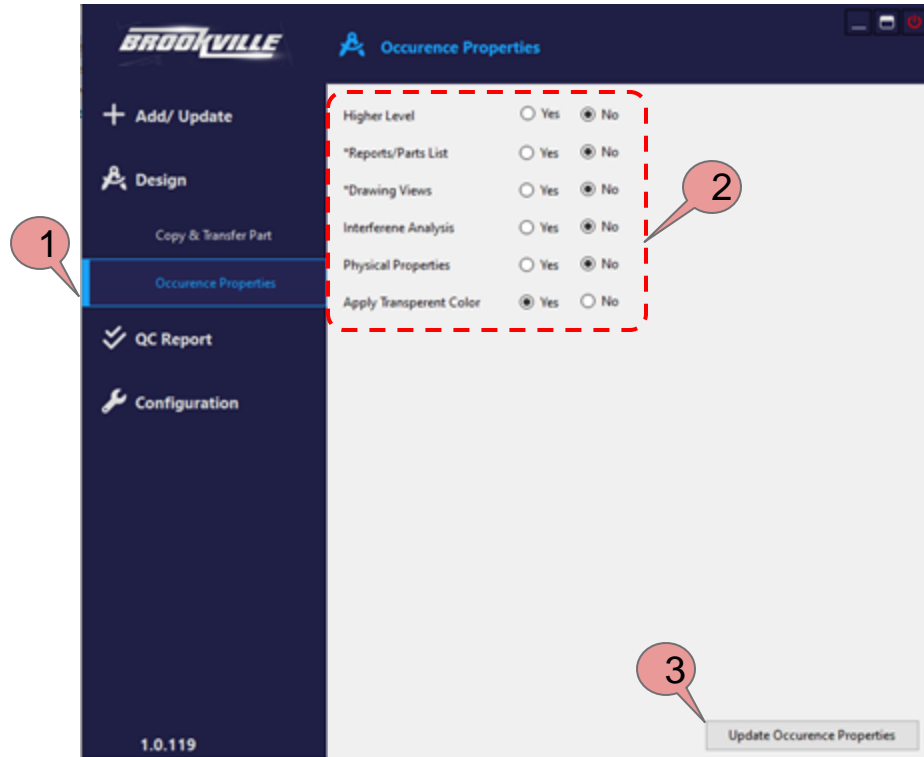 BROOKVILLE
Occurence Properties
Add/ Update
Design
Copy & Transfer Part
Occurence Properties
QC Report
Configuration
1.0.119
Higher Level Yes No
*Reports/Parts List Yes No
*Drawing Views Yes No
Interferene Analysis Yes No
Physical Properties Yes No
Apply Transperent Color Yes No
Update Occurence Properties
1
2
3